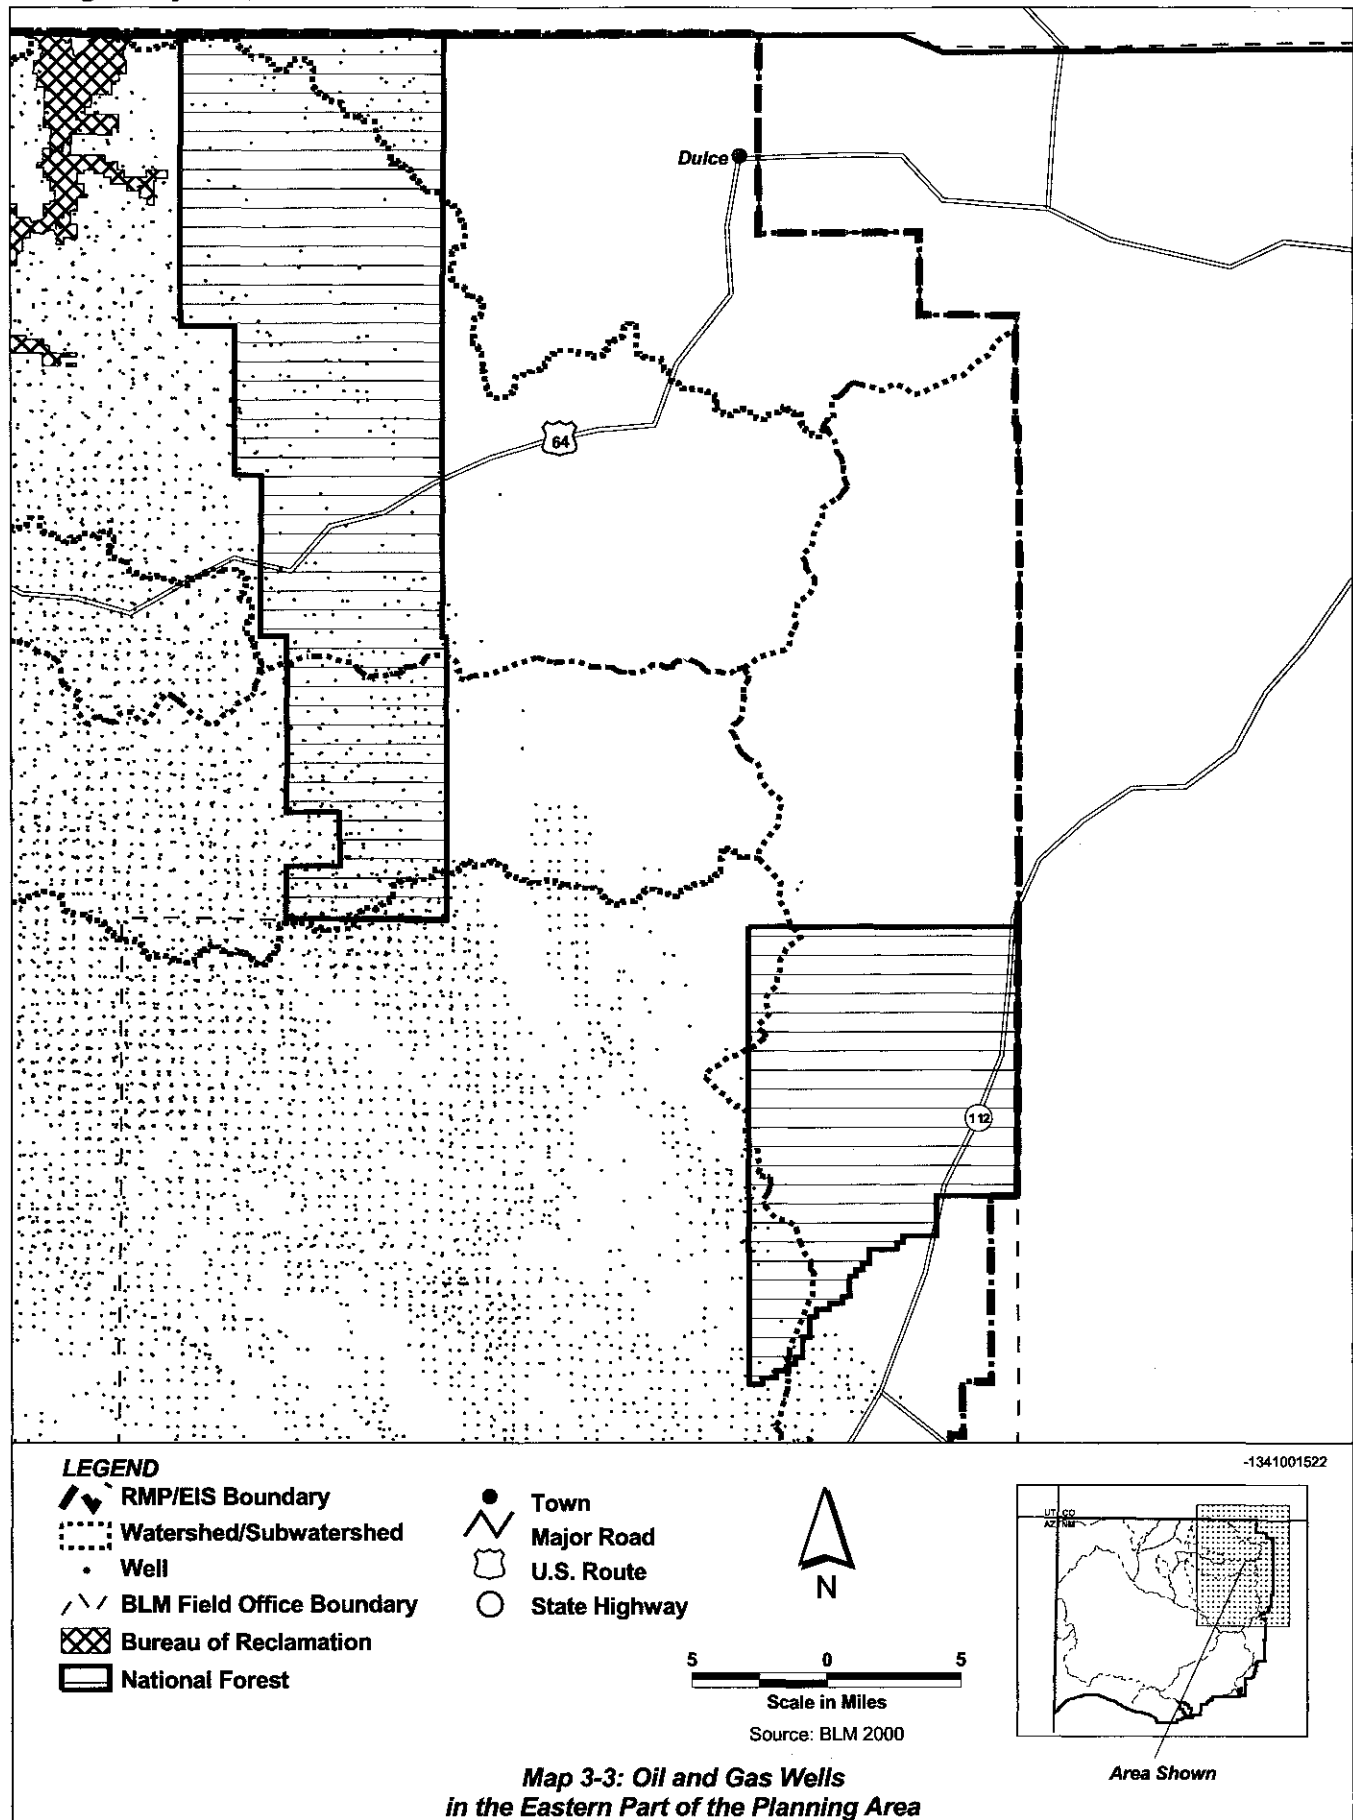 Dulce
64
112
-1341001522
LEGEND
RMP/EIS Boundary
Watershed/Subwatershed
Well
BLM Field Office Boundary
Bureau of Reclamation
National Forest
Town
Major Road
U.S. Route
State Highway
N
5 0 5
Scale in Miles
Source: BLM 2000
UT CO
AZ NM
Area Shown
Map 3-3: Oil and Gas Wells
in the Eastern Part of the Planning Area